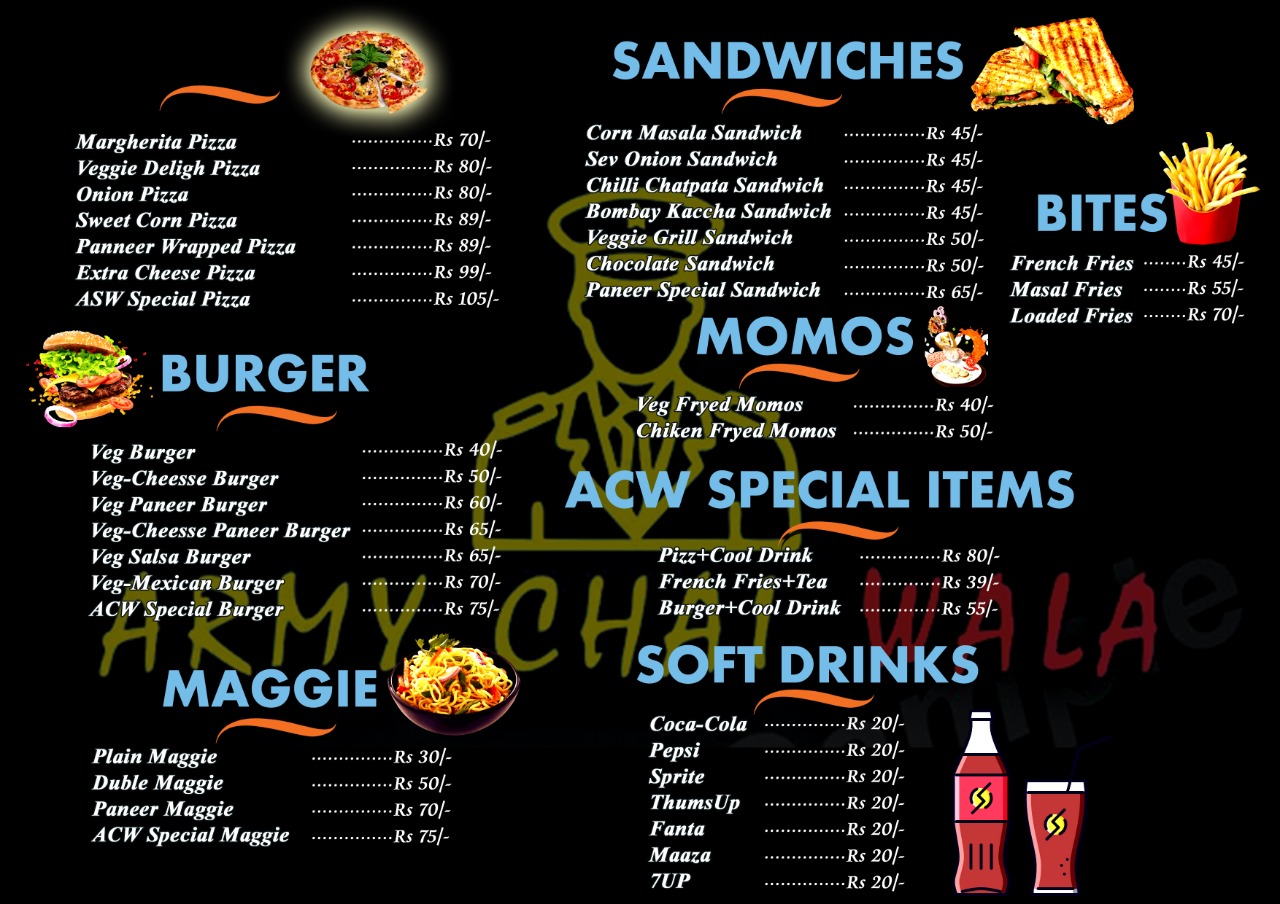 Margherita Pizza ...............Rs 70/-
Veggie Deligh Pizza ...............Rs 80/-
Onion Pizza ...............Rs 80/-
Sweet Corn Pizza ...............Rs 89/-
Panneer Wrapped Pizza ...............Rs 89/-
Extra Cheese Pizza ...............Rs 99/-
ASW Special Pizza ...............Rs 105/-
BURGER
Veg Burger ...............Rs 40/-
Veg-Cheesse Burger ...............Rs 50/-
Veg Paneer Burger ...............Rs 60/-
Veg-Cheesse Paneer Burger ...............Rs 65/-
Veg Salsa Burger ...............Rs 65/-
Veg-Mexican Burger ...............Rs 70/-
ACW Special Burger ...............Rs 75/-
MAGGIE
Plain Maggie ...............Rs 30/-
Duble Maggie ...............Rs 50/-
Paneer Maggie ...............Rs 70/-
ACW Special Maggie ...............Rs 75/-
SANDWICHES
Corn Masala Sandwich ...............Rs 45/-
Sev Onion Sandwich ...............Rs 45/-
Chilli Chatpata Sandwich ...............Rs 45/-
Bombay Kaccha Sandwich ...............Rs 45/-
Veggie Grill Sandwich ...............Rs 50/-
Chocolate Sandwich ...............Rs 50/-
Paneer Special Sandwich ...............Rs 65/-
BITES
French Fries ........Rs 45/-
Masal Fries ........Rs 55/-
Loaded Fries ........Rs 70/-
MOMOS
Veg Fryed Momos ...............Rs 40/-
Chiken Fryed Momos ...............Rs 50/-
ACW SPECIAL ITEMS
Pizz+Cool Drink ...............Rs 80/-
French Fries+Tea ...............Rs 39/-
Burger+Cool Drink ...............Rs 55/-
SOFT DRINKS
Coca-Cola ...............Rs 20/-
Pepsi ...............Rs 20/-
Sprite ...............Rs 20/-
ThumsUp ...............Rs 20/-
Fanta ...............Rs 20/-
Maaza ...............Rs 20/-
7UP ...............Rs 20/-
ARMY CHAI WALA